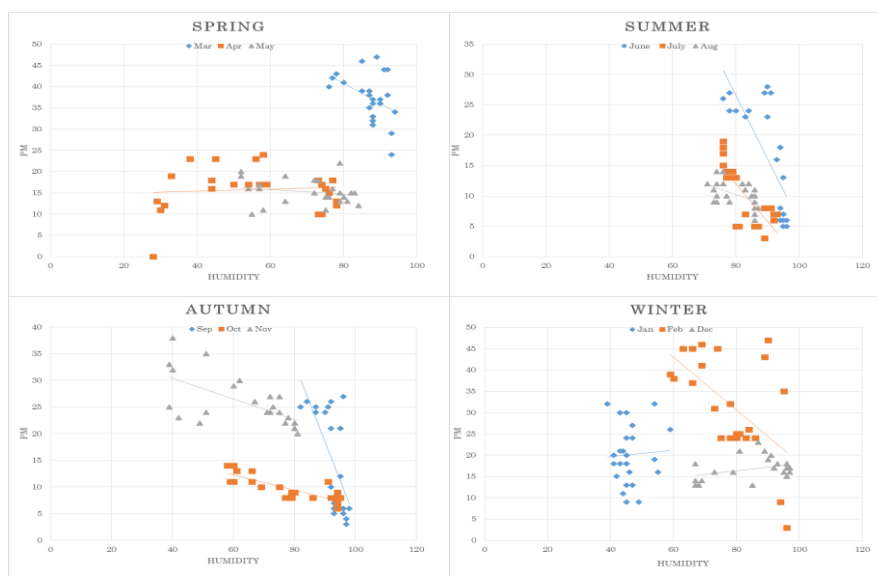 SPRING
Mar Apr May
50
45
40
35
30
25
20
15
10
5
0
0 20 40 60 80 100
PM
HUMIDITY
SUMMER
June July Aug
35
30
25
20
15
10
5
0
0 20 40 60 80 100 120
PM
HUMIDITY
AUTUMN
Sep Oct Nov
40
35
30
25
20
15
10
5
0
0 20 40 60 80 100 120
PM
HUMIDITY
WINTER
Jan Feb Dec
50
45
40
35
30
25
20
15
10
5
0
0 20 40 60 80 100 120
PM
HUMIDITY